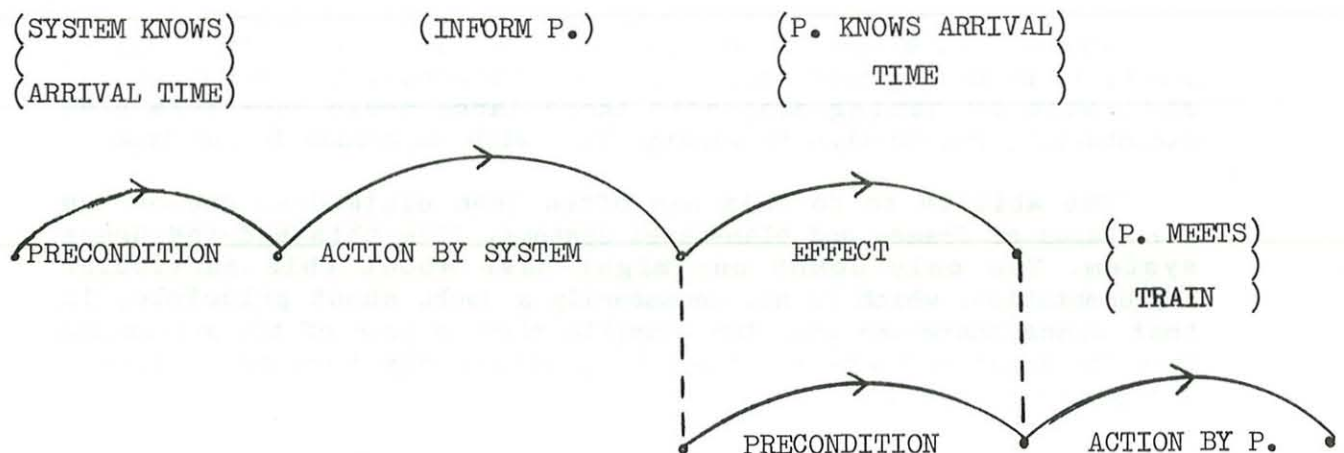 (SYSTEM KNOWS) (INFORM P.) (P. KNOWS ARRIVAL)
(ARRIVAL TIME) ( TIME )
PRECONDITION ACTION BY SYSTEM EFFECT
(P. MEETS)
( TRAIN )
PRECONDITION ACTION BY P.